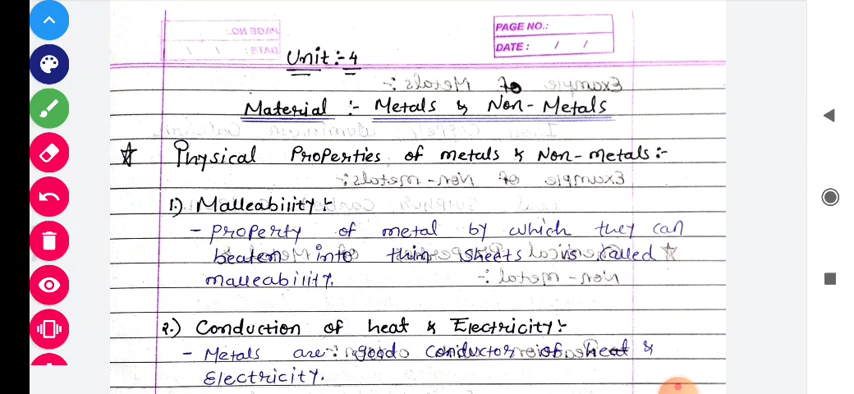 PAGE NO.:
DATE: / /
Unit :- 4
Material :- Metals & Non-Metals
☆ Physical Properties of metals & Non-metals:-
1.) Malleability :-
- Property of metal by which they can
beaten into thin sheets is called
malleability.
2.) Conduction of heat & Electricity:-
- Metals are good conductor of heat &
Electricity.